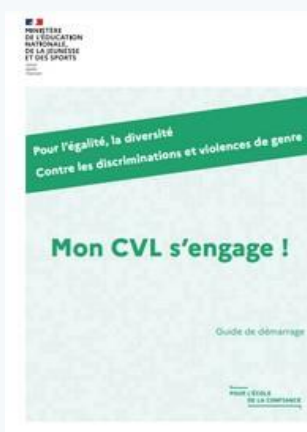 MINISTÈRE
DE L'ÉDUCATION
NATIONALE,
DE LA JEUNESSE
ET DES SPORTS
Pour l'égalité, la diversité
Contre les discriminations et violences de genre
Mon CVL s'engage !
Guide de démarrage
POUR L'ÉCOLE
DE LA CONFIANCE